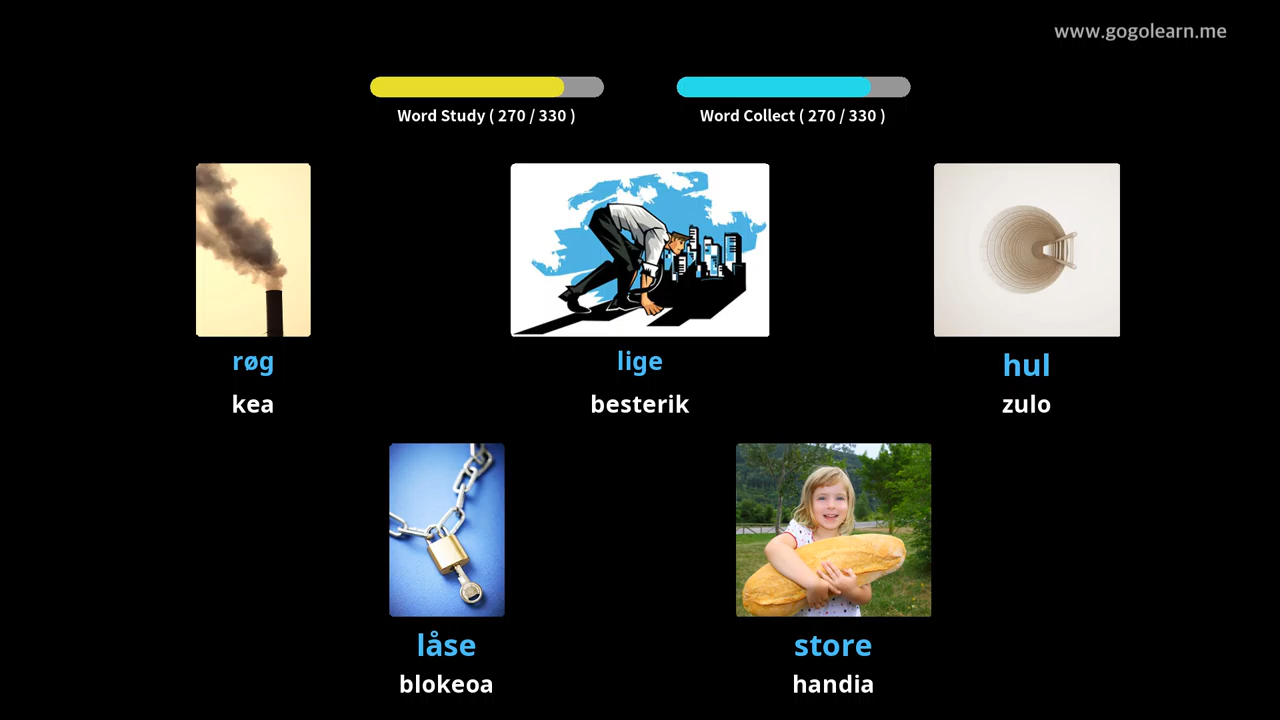 www.gogolearn.me
Word Study ( 270 / 330 )
Word Collect ( 270 / 330 )
røg
lige
hul
kea
besterik
zulo
låse
store
blokeoa
handia